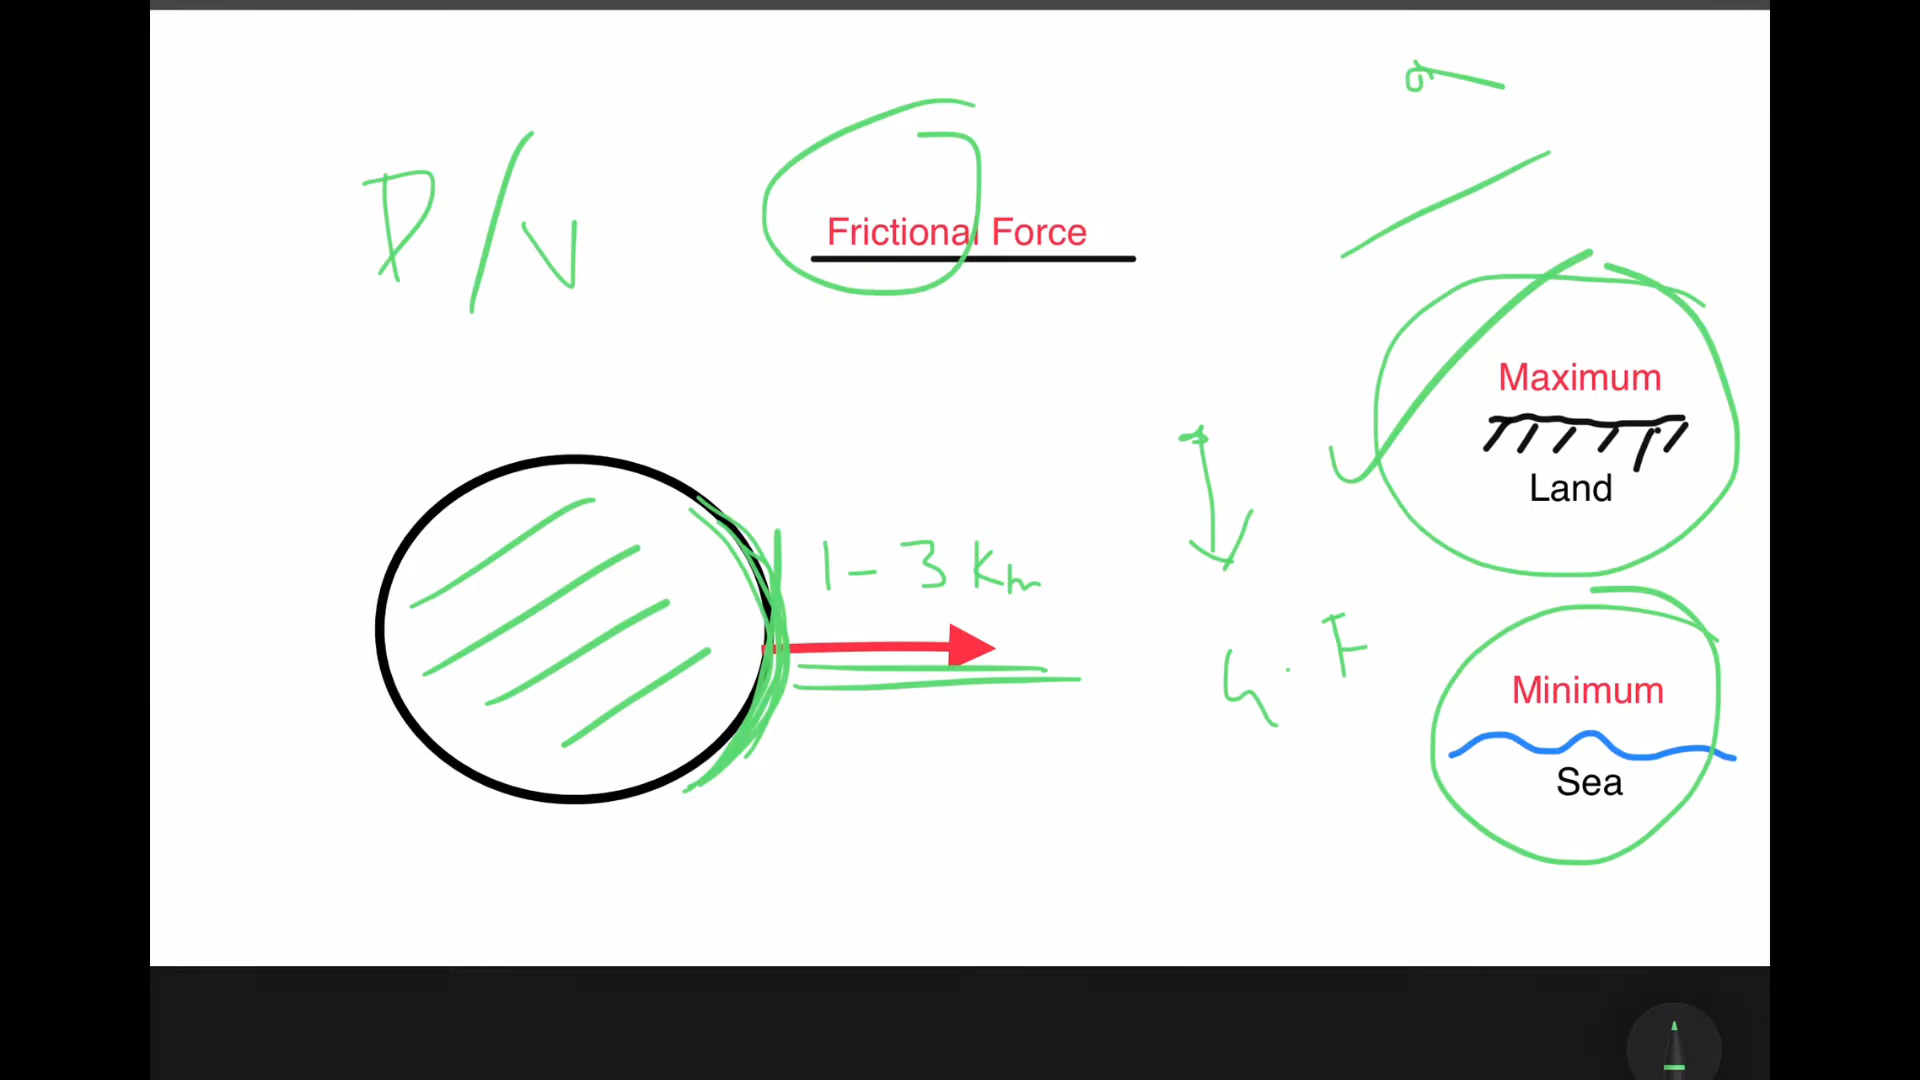 P/V
Frictional Force
Maximum
Land
1-3 Km
G.F
Minimum
Sea